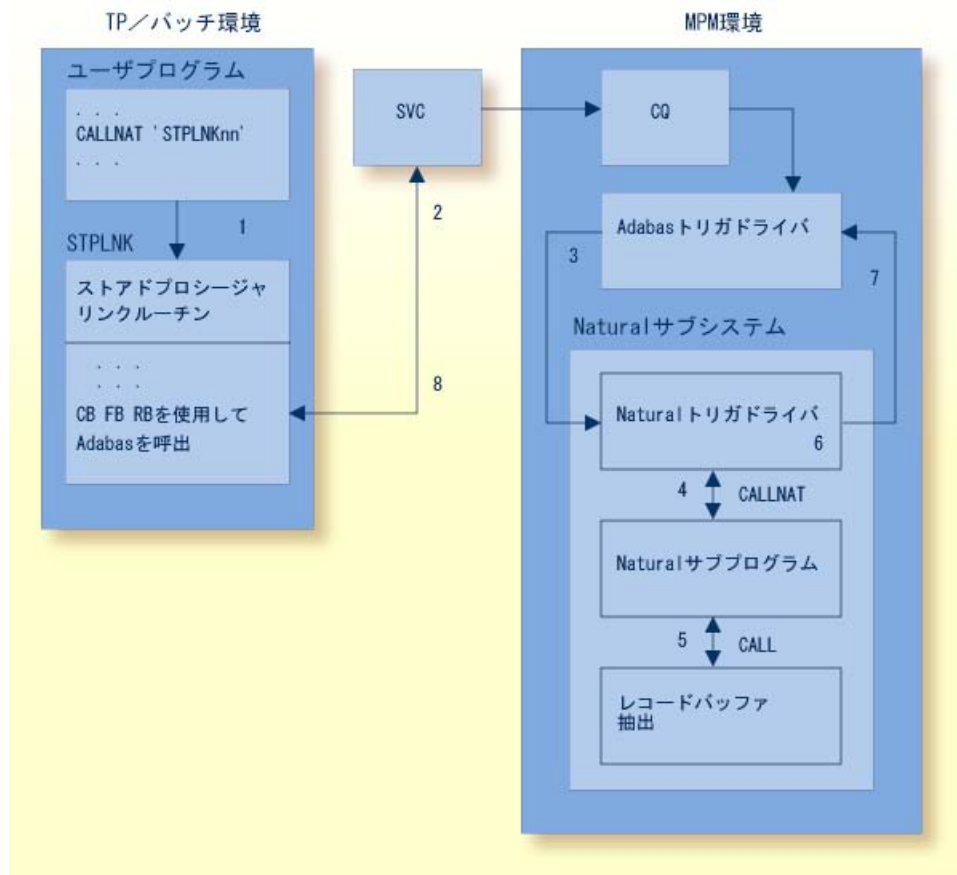 TP／バッチ環境
ユーザプログラム
. . .
CALLNAT 'STPLNKnn'
. . .
1
STPLNK
ストアドプロシージャ
リンクルーチン
. . .
. . .
CB FB RBを使用して
Adabasを呼出
SVC
2
8
MPM環境
CQ
Adabasトリガドライバ
3
7
Naturalサブシステム
Naturalトリガドライバ
6
4
CALLNAT
Naturalサブプログラム
5
CALL
レコードバッファ
抽出